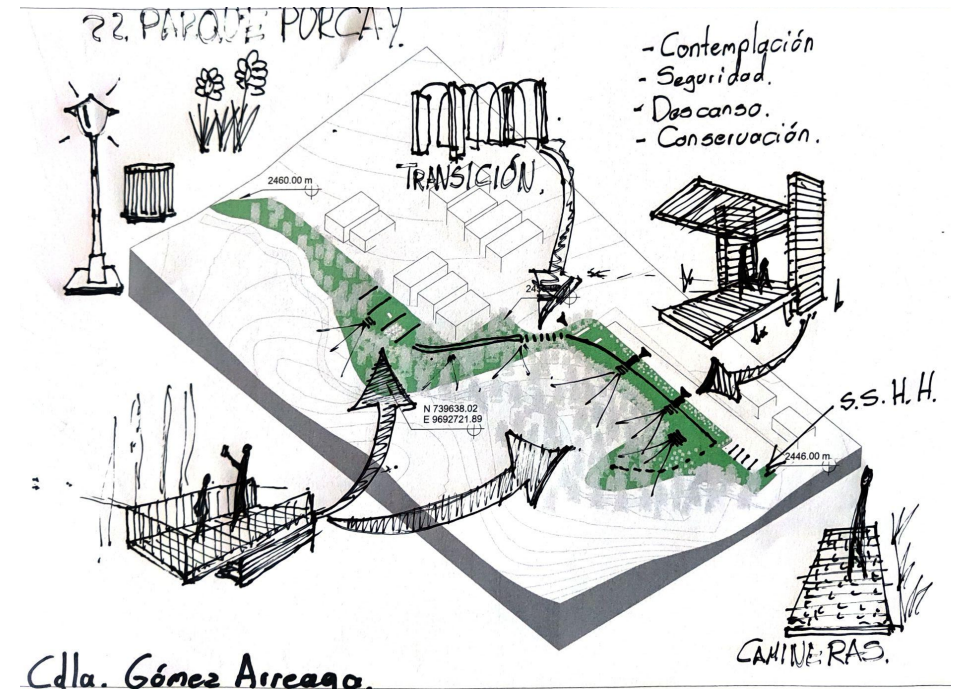 22. PARQUE PURCAY.
- Contemplación
- Seguridad.
- Descanso.
- Conservación.
TRANSICIÓN.
2460.00 m
N 739638.02
E 9692721.89
S.S.H.H.
2446.00 m
CAMINERAS.
Cdla. Gómez Arreaga.